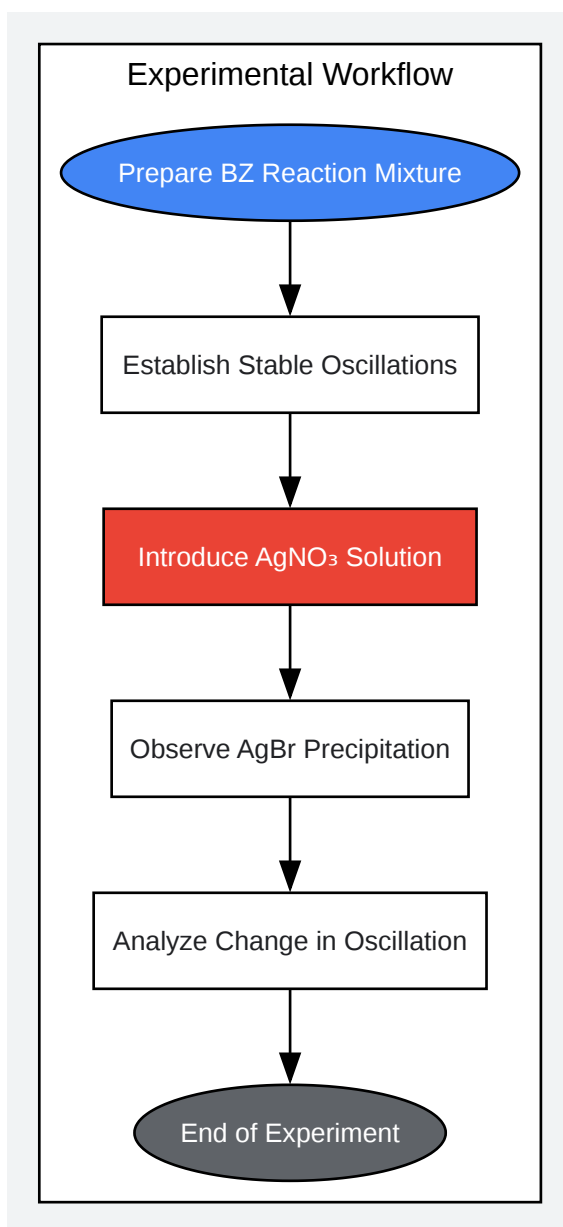 Experimental Workflow
Prepare BZ Reaction Mixture
Establish Stable Oscillations
Introduce AgNO₃ Solution
Observe AgBr Precipitation
Analyze Change in Oscillation
End of Experiment